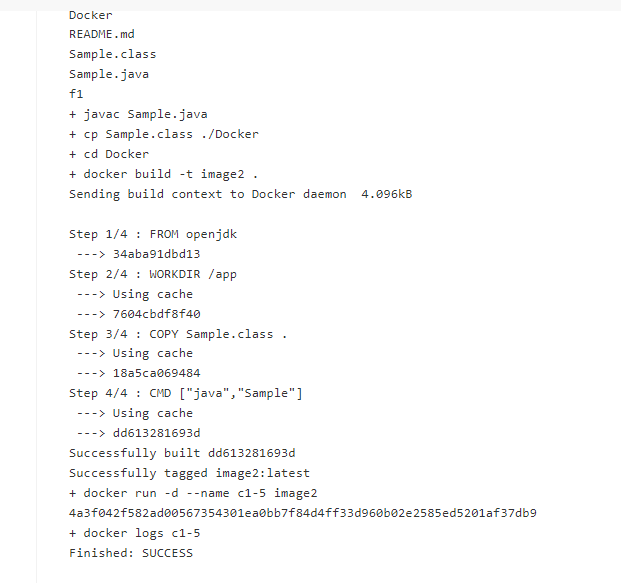 Docker
README.md
Sample.class
Sample.java
f1
+ javac Sample.java
+ cp Sample.class ./Docker
+ cd Docker
+ docker build -t image2 .
Sending build context to Docker daemon  4.096kB
Step 1/4 : FROM openjdk
 ---> 34aba91dbd13
Step 2/4 : WORKDIR /app
 ---> Using cache
 ---> 7604cbdf8f40
Step 3/4 : COPY Sample.class .
 ---> Using cache
 ---> 18a5ca069484
Step 4/4 : CMD ["java","Sample"]
 ---> Using cache
 ---> dd613281693d
Successfully built dd613281693d
Successfully tagged image2:latest
+ docker run -d --name c1-5 image2
4a3f042f582ad00567354301ea0bb7f84d4ff33d960b02e2585ed5201af37db9
+ docker logs c1-5
Finished: SUCCESS